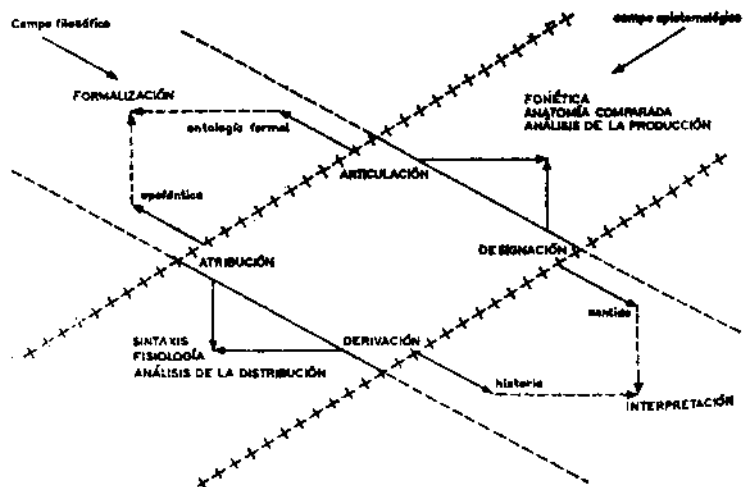 Campo filosófico
campo epistemológico
FORMALIZACIÓN
FONÉTICA
ANATOMÍA COMPARADA
ANÁLISIS DE LA PRODUCCIÓN
ontología formal
ARTICULACIÓN
apofántica
DESIGNACIÓN
ATRIBUCIÓN
sentido
SINTAXIS
FISIOLOGÍA
ANÁLISIS DE LA DISTRIBUCIÓN
DERIVACIÓN
historia
INTERPRETACIÓN